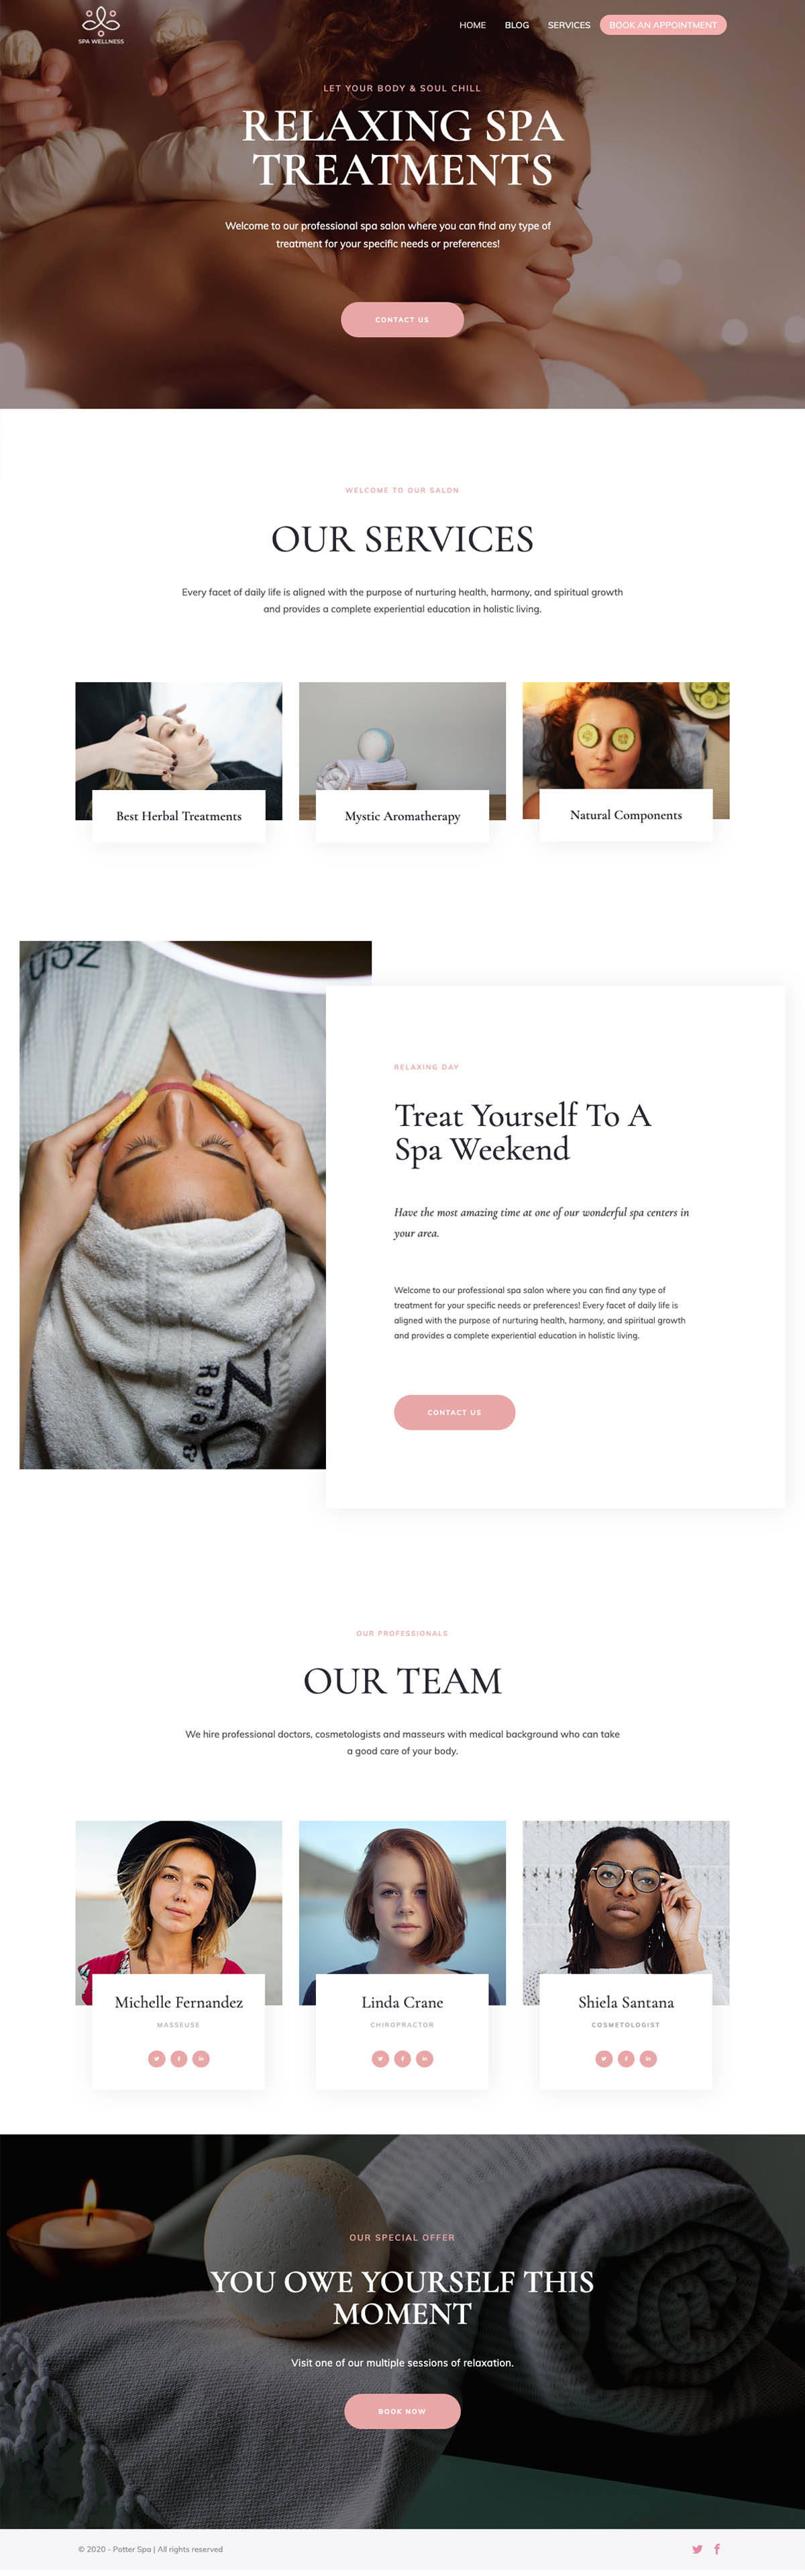 SPA WELLNESS
HOME BLOG SERVICES BOOK AN APPOINTMENT
LET YOUR BODY & SOUL CHILL
RELAXING SPA
TREATMENTS
Welcome to our professional spa salon where you can find any type of
treatment for your specific needs or preferences!
CONTACT US
WELCOME TO OUR SALON
OUR SERVICES
Every facet of daily life is aligned with the purpose of nurturing health, harmony, and spiritual growth
and provides a complete experiential education in holistic living.
Best Herbal Treatments
Mystic Aromatherapy
Natural Components
RELAXING DAY
Treat Yourself To A
Spa Weekend
Have the most amazing time at one of our wonderful spa centers in
your area.
Welcome to our professional spa salon where you can find any type of
treatment for your specific needs or preferences! Every facet of daily life is
aligned with the purpose of nurturing health, harmony, and spiritual growth
and provides a complete experiential education in holistic living.
CONTACT US
OUR PROFESSIONALS
OUR TEAM
We hire professional doctors, cosmetologists and masseurs with medical background who can take
a good care of your body.
Michelle Fernandez
MASSEUSE
Linda Crane
CHIROPRACTOR
Shiela Santana
COSMETOLOGIST
OUR SPECIAL OFFER
YOU OWE YOURSELF THIS
MOMENT
Visit one of our multiple sessions of relaxation.
BOOK NOW
© 2020 - Potter Spa | All rights reserved